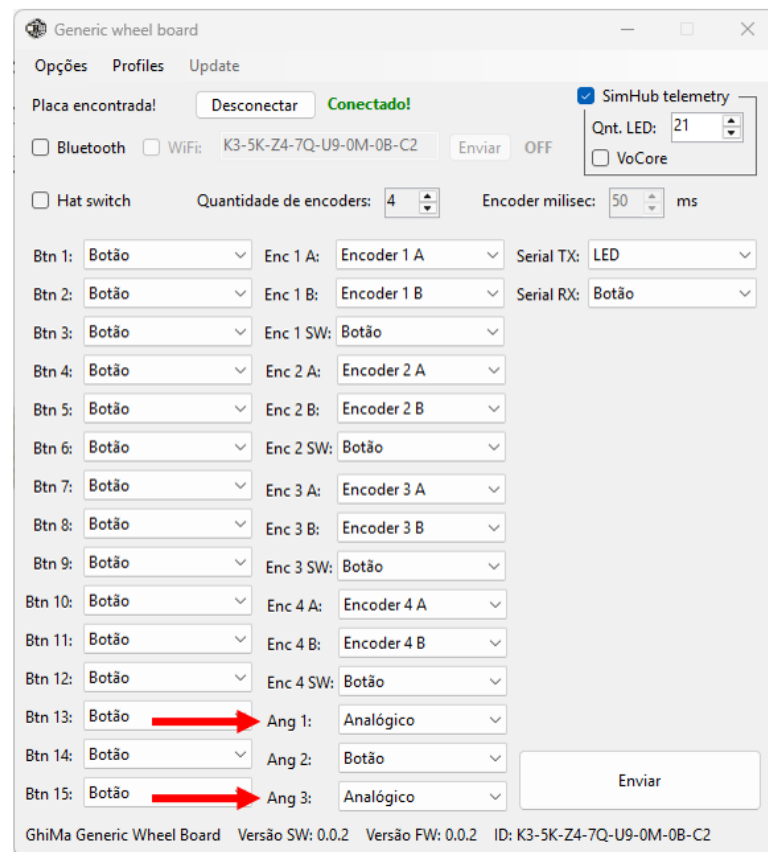 Generic wheel board
Opções Profiles Update
Placa encontrada! Desconectar Conectado! SimHub telemetry
Qnt. LED: 21
Bluetooth WiFi: K3-5K-Z4-7Q-U9-0M-0B-C2 Enviar OFF
VoCore
Hat switch Quantidade de encoders: 4 Encoder milisec: 50 ms
Btn 1: Botão Enc 1 A: Encoder 1 A Serial TX: LED
Btn 2: Botão Enc 1 B: Encoder 1 B Serial RX: Botão
Btn 3: Botão Enc 1 SW: Botão
Btn 4: Botão Enc 2 A: Encoder 2 A
Btn 5: Botão Enc 2 B: Encoder 2 B
Btn 6: Botão Enc 2 SW: Botão
Btn 7: Botão Enc 3 A: Encoder 3 A
Btn 8: Botão Enc 3 B: Encoder 3 B
Btn 9: Botão Enc 3 SW: Botão
Btn 10: Botão Enc 4 A: Encoder 4 A
Btn 11: Botão Enc 4 B: Encoder 4 B
Btn 12: Botão Enc 4 SW: Botão
Btn 13: Botão Ang 1: Analógico
Btn 14: Botão Ang 2: Botão
Enviar
Btn 15: Botão Ang 3: Analógico
GhiMa Generic Wheel Board Versão SW: 0.0.2 Versão FW: 0.0.2 ID: K3-5K-Z4-7Q-U9-0M-0B-C2